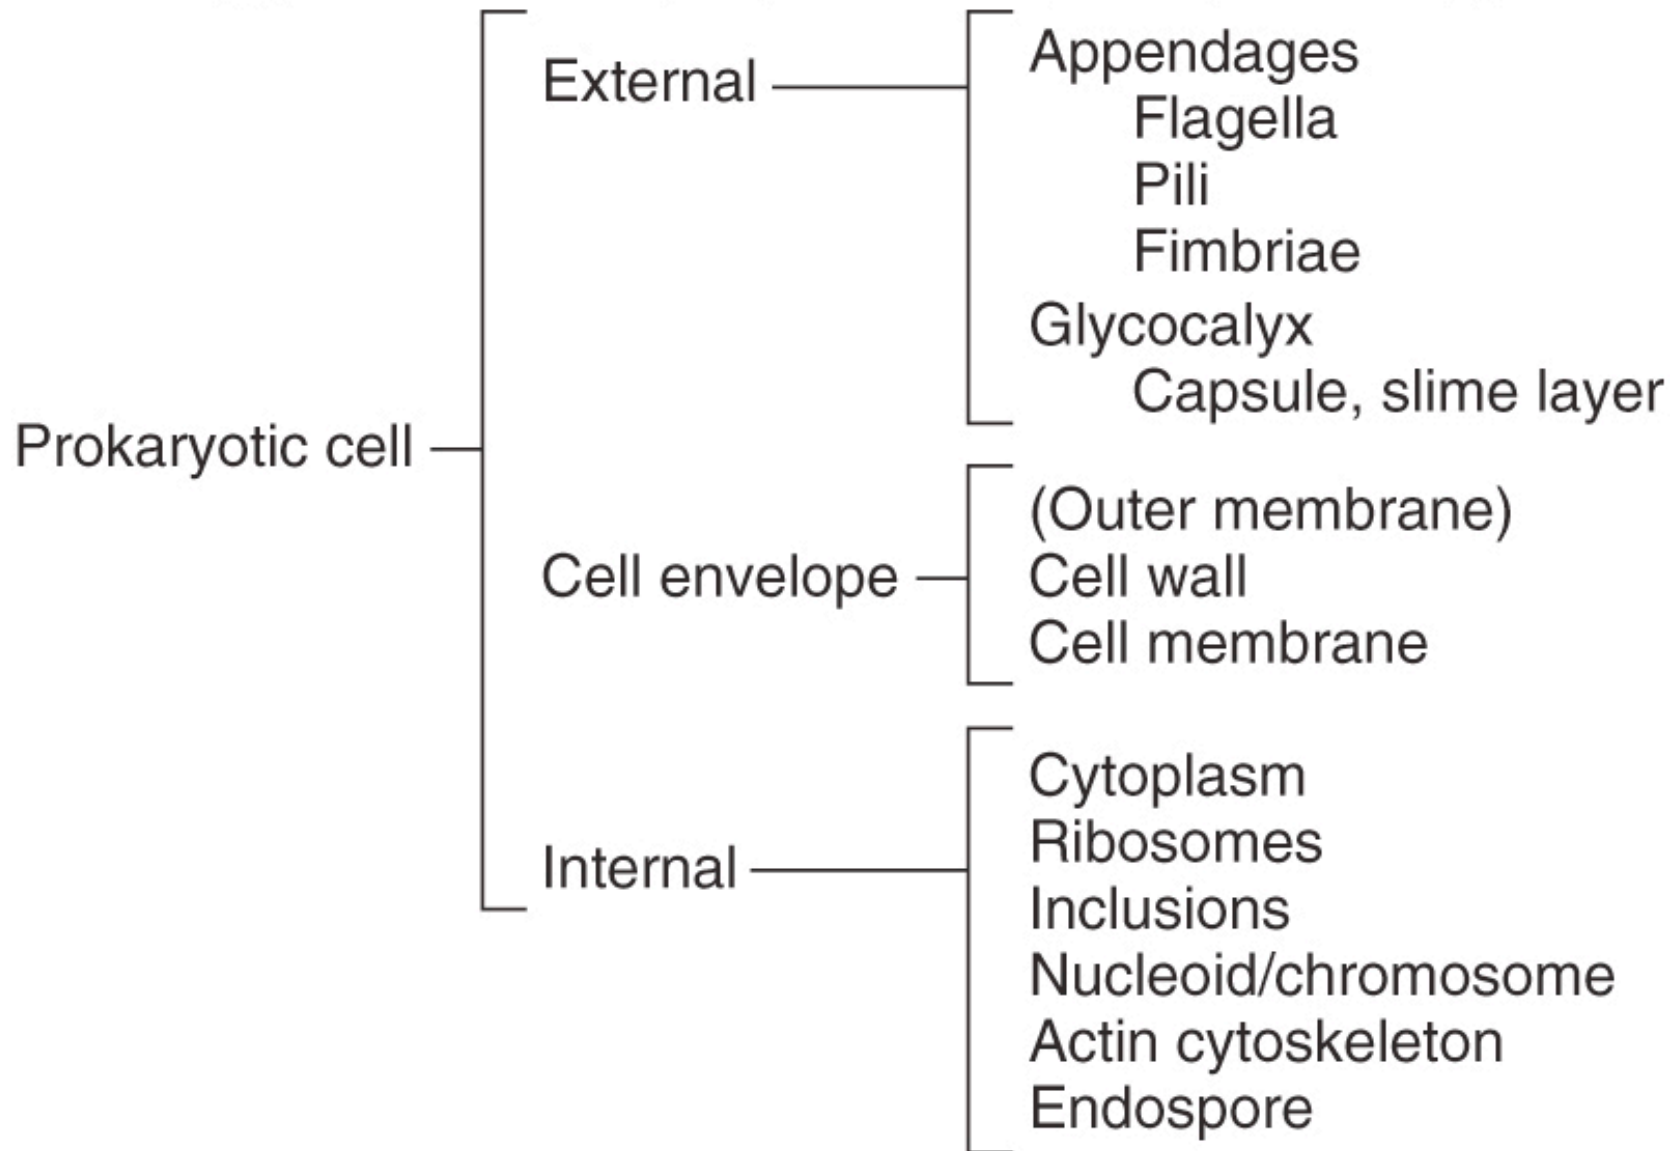 Prokaryotic cell
External
Appendages
Flagella
Pili
Fimbriae
Glycocalyx
Capsule, slime layer
Cell envelope
(Outer membrane)
Cell wall
Cell membrane
Internal
Cytoplasm
Ribosomes
Inclusions
Nucleoid/chromosome
Actin cytoskeleton
Endospore